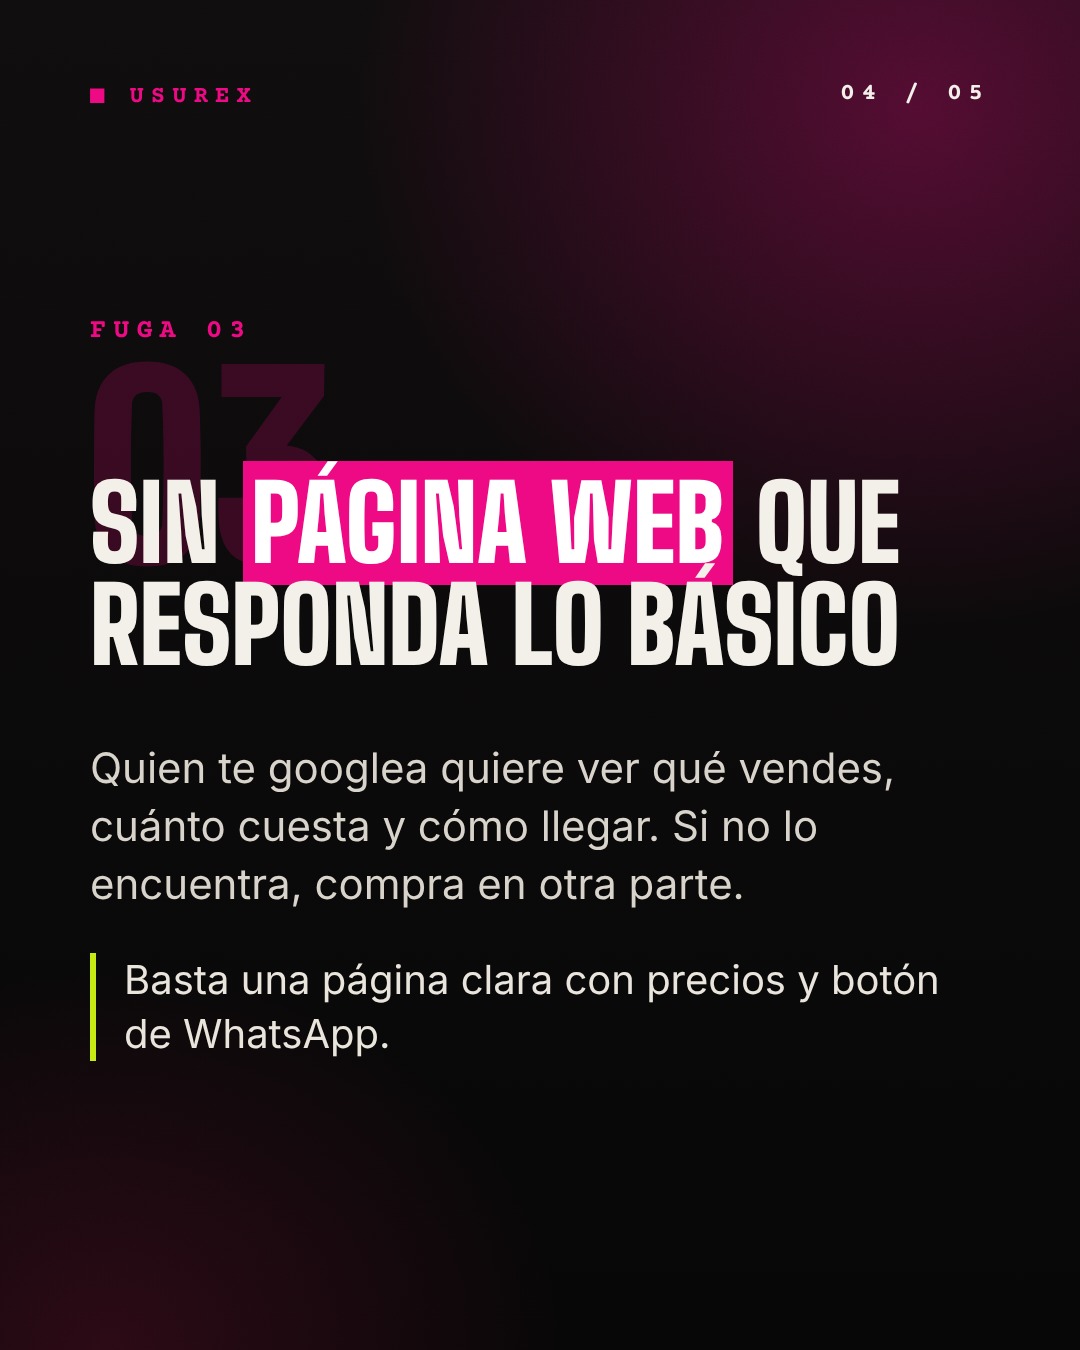 USUREX
04 / 05
FUGA 03
03
SIN PÁGINA WEB QUE
RESPONDA LO BÁSICO
Quien te googlea quiere ver qué vendes,
cuánto cuesta y cómo llegar. Si no lo
encuentra, compra en otra parte.
Basta una página clara con precios y botón
de WhatsApp.